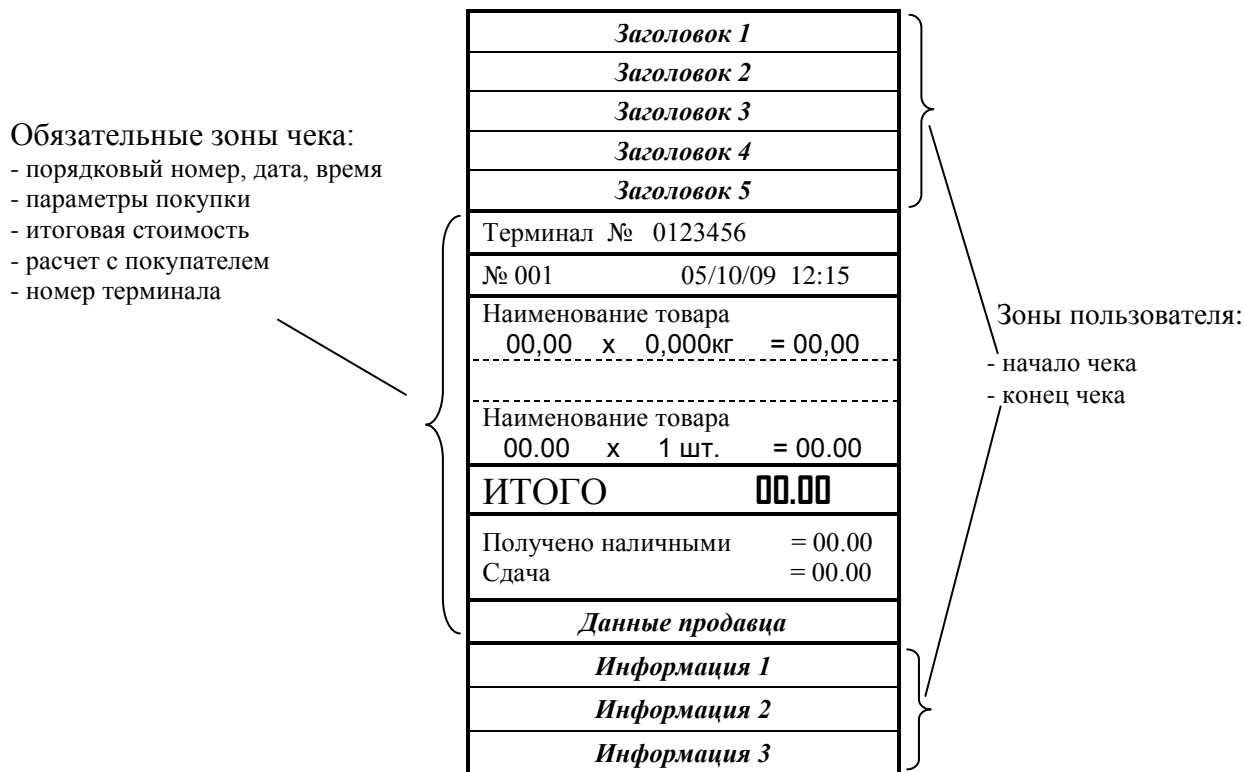 Обязательные зоны чека:
- порядковый номер, дата, время
- параметры покупки
- итоговая стоимость
- расчет с покупателем
- номер терминала
Заголовок 1
Заголовок 2
Заголовок 3
Заголовок 4
Заголовок 5
Терминал № 0123456
№ 001 05/10/09 12:15
Наименование товара
00,00 х 0,000кг = 00,00
Наименование товара
00.00 х 1 шт. = 00.00
ИТОГО 00.00
Получено наличными = 00.00
Сдача = 00.00
Данные продавца
Информация 1
Информация 2
Информация 3
Зоны пользователя:
- начало чека
- конец чека